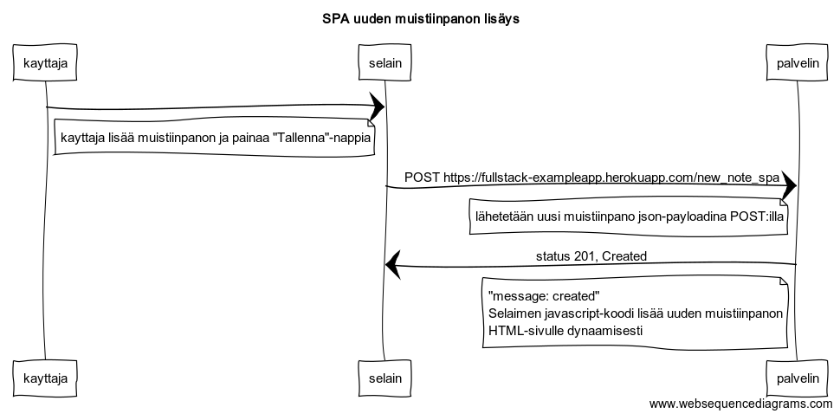 SPA uuden muistiinpanon lisäys
kayttaja
selain
palvelin
kayttaja lisää muistiinpanon ja painaa "Tallenna"-nappia
POST https://fullstack-exampleapp.herokuapp.com/new_note_spa
lähetetään uusi muistiinpano json-payloadina POST:illa
status 201, Created
"message: created"
Selaimen javascript-koodi lisää uuden muistiinpanon
HTML-sivulle dynaamisesti
kayttaja
selain
palvelin
www.websequencediagrams.com